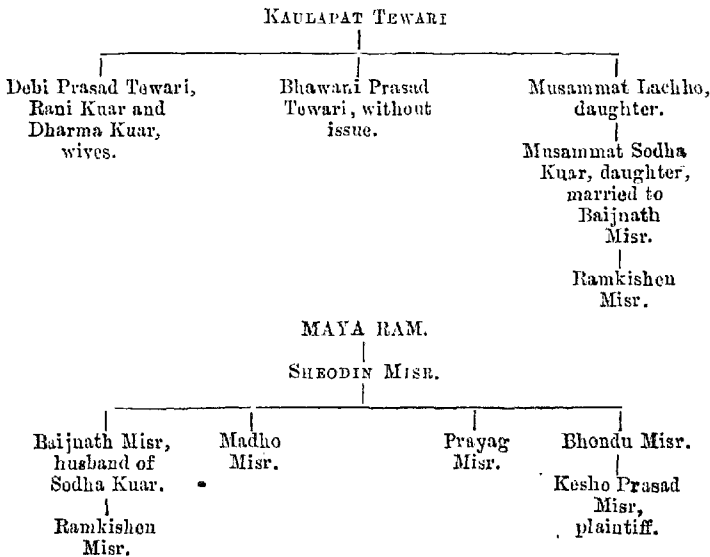 KAULAPAT TEWARI
Debi Prasad Tewari,
Rani Kuar and
Dharma Kuar,
wives.
Bhawani Prasad
Tewari, without
issue.
Musammat Lachho,
daughter.
Musammat Sodha
Kuar, daughter,
married to
Baijnath
Misr.
Ramkishen
Misr.
MAYA RAM.
SHEODIN MISR.
Baijnath Misr,
husband of
Sodha Kuar.
Ramkishen
Misr.
Madho
Misr.
Prayag
Misr.
Bhondu Misr.
Kesho Prasad
Misr,
plaintiff.